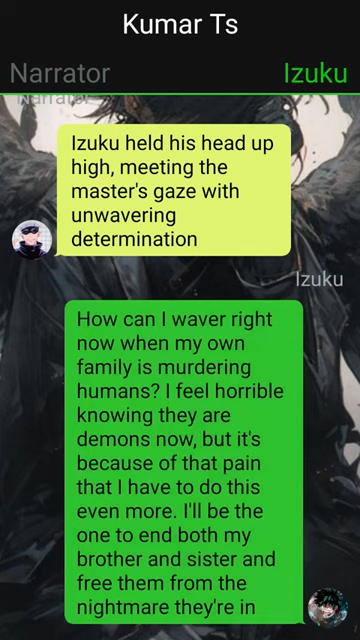 Kumar Ts
Narrator
Izuku
Narrator
Izuku held his head up
high, meeting the
master's gaze with
unwavering
determination
Izuku
How can I waver right
now when my own
family is murdering
humans? I feel horrible
knowing they are
demons now, but it's
because of that pain
that I have to do this
even more. I'll be the
one to end both my
brother and sister and
free them from the
nightmare they're in